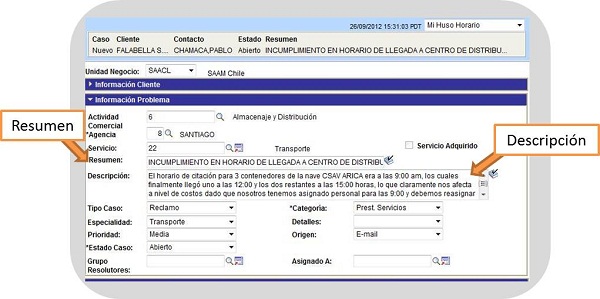 26/09/2012 15:31:03 PDT Mi Huso Horario
Caso Cliente Contacto Estado Resumen
Nuevo FALABELLA S... CHAMACA,PABLO Abierto INCUMPLIMIENTO EN HORARIO DE LLEGADA A CENTRO DE DISTRIBU...
Unidad Negocio: SAACL SAAM Chile
Información Cliente
Información Problema
Actividad Comercial 6 Almacenaje y Distribución
*Agencia 8 SANTIAGO
*Servicio: 22 Transporte Servicio Adquirido
Resumen
Descripción
Resumen: INCUMPLIMIENTO EN HORARIO DE LLEGADA A CENTRO DE DISTRIBU
Descripción: El horario de citación para 3 contenedores de la nave CSAV ARICA era a las 9:00 am, los cuales
finalmente llegó uno a las 12:00 y los dos restantes a las 15:00 horas, lo que claramente nos afecta
a nivel de costos dado que nosotros tenemos asignado personal para las 9:00 y debemos reasignar
Tipo Caso: Reclamo *Categoría: Prest. Servicios
Especialidad: Transporte Detalles:
Prioridad: Media Origen: E-mail
*Estado Caso: Abierto
Grupo Resolutores: Asignado A: